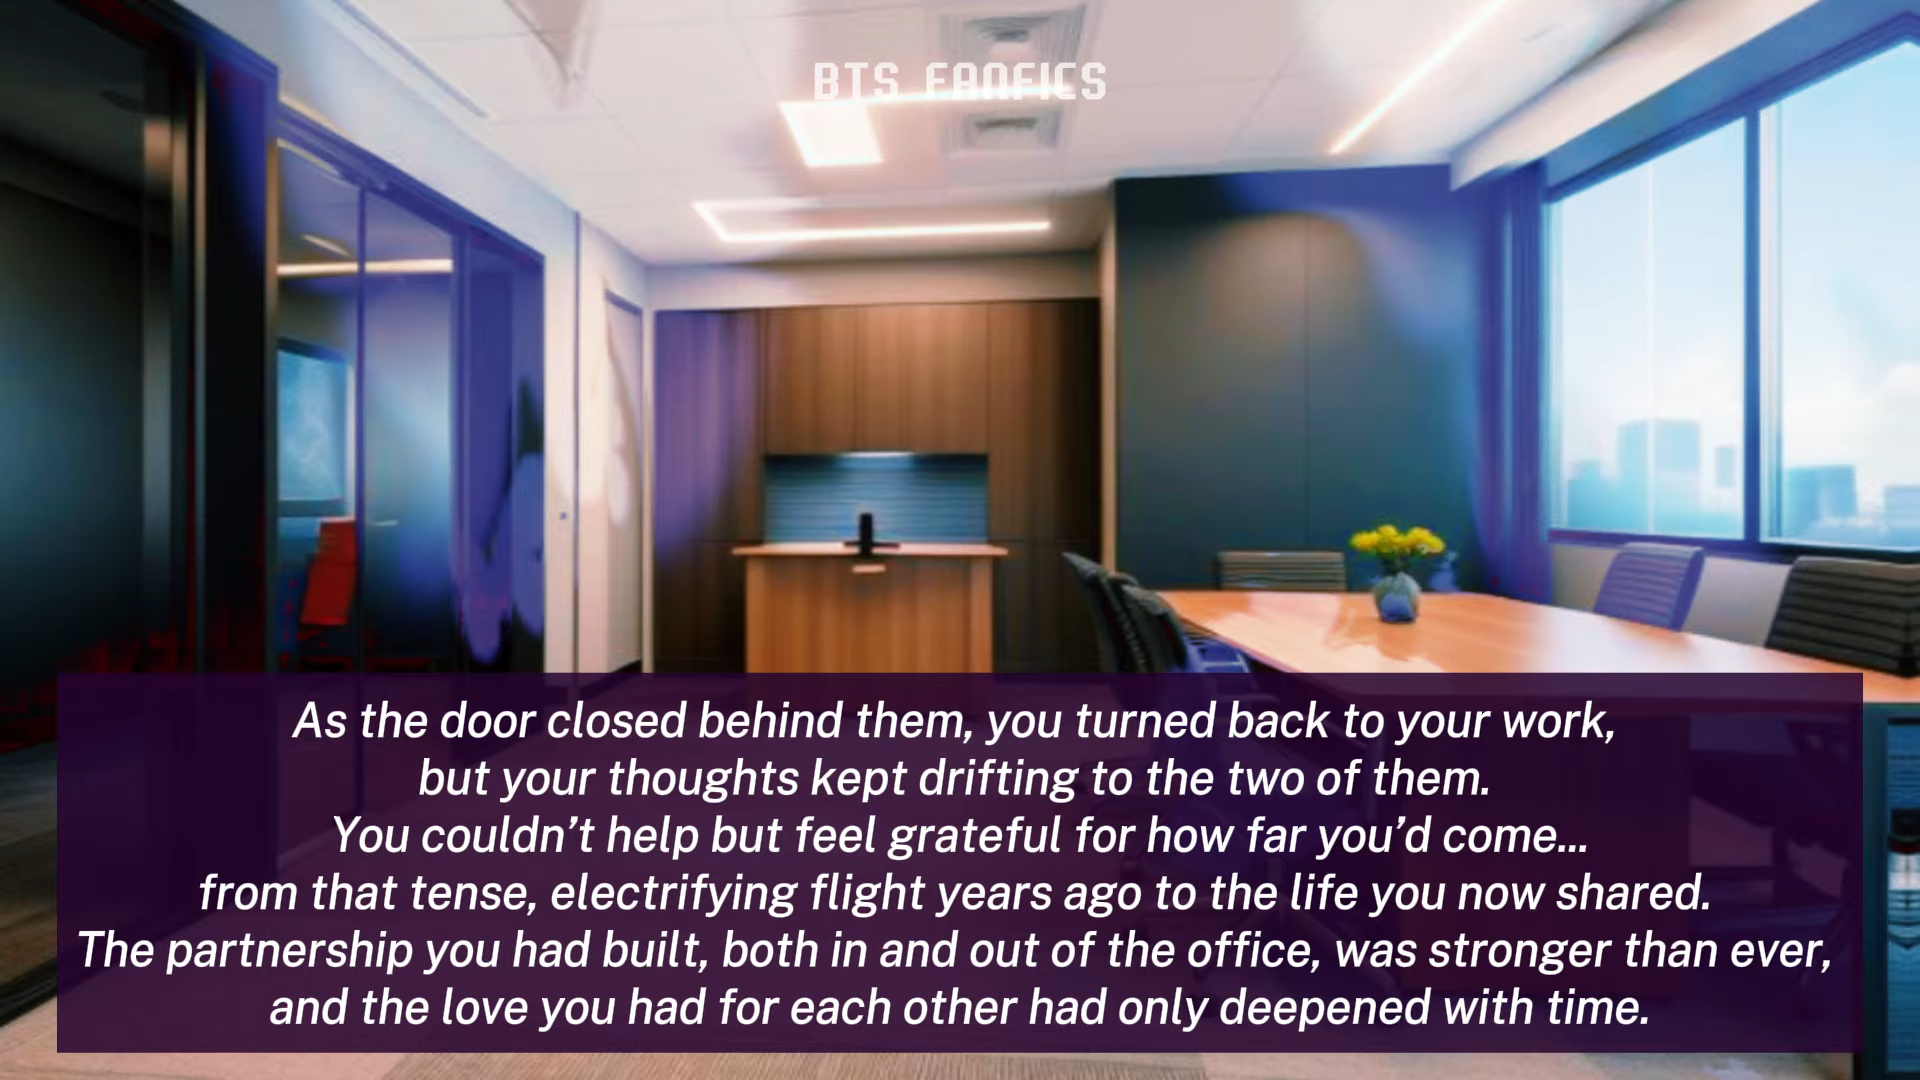 BTS FANFICS
As the door closed behind them, you turned back to your work,
but your thoughts kept drifting to the two of them.
You couldn’t help but feel grateful for how far you’d come...
from that tense, electrifying flight years ago to the life you now shared.
The partnership you had built, both in and out of the office, was stronger than ever,
and the love you had for each other had only deepened with time.